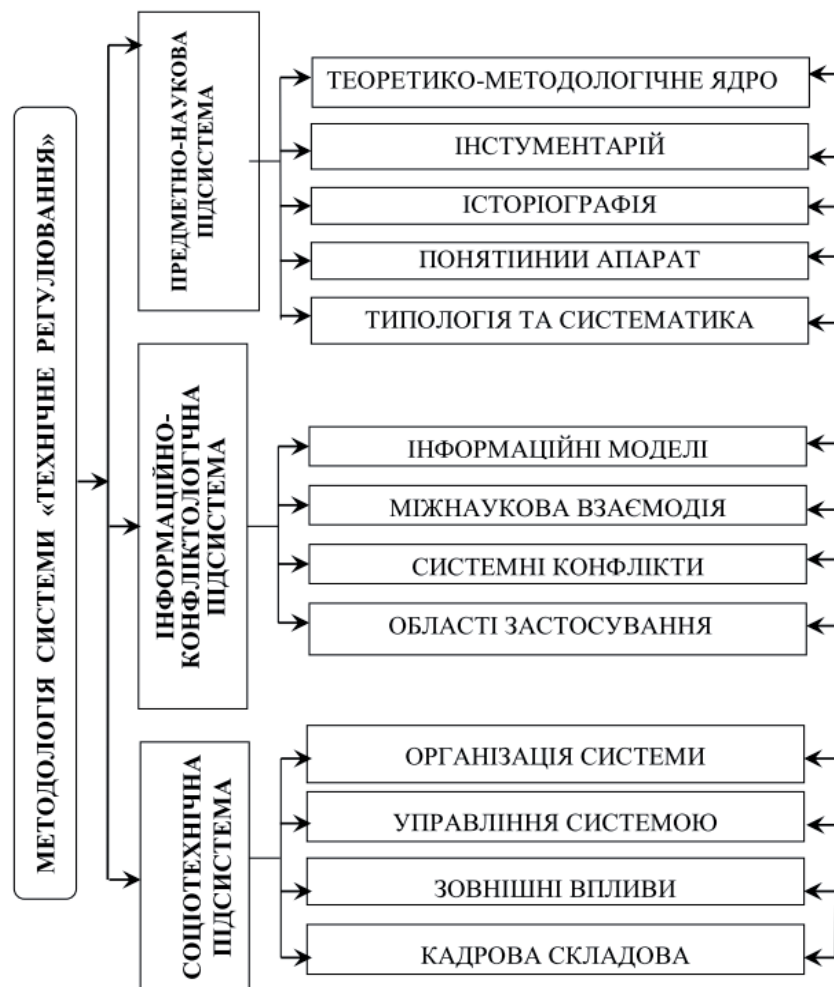 МЕТОДОЛОГІЯ СИСТЕМИ «ТЕХНІЧНЕ РЕГУЛЮВАННЯ»
ПРЕДМЕТНО-НАУКОВА
ПІДСИСТЕМА
ТЕОРЕТИКО-МЕТОДОЛОГІЧНЕ ЯДРО
ІНСТУМЕНТАРІЙ
ІСТОРІОГРАФІЯ
ПОНЯТІИНИИ АПАРАТ
ТИПОЛОГІЯ ТА СИСТЕМАТИКА
ІНФОРМАЦІЙНО-
КОНФЛІКТОЛОГІЧНА
ПІДСИСТЕМА
ІНФОРМАЦІЙНІ МОДЕЛІ
МІЖНАУКОВА ВЗАЄМОДІЯ
СИСТЕМНІ КОНФЛІКТИ
ОБЛАСТІ ЗАСТОСУВАННЯ
СОЦІОТЕХНІЧНА
ПІДСИСТЕМА
ОРГАНІЗАЦІЯ СИСТЕМИ
УПРАВЛІННЯ СИСТЕМОЮ
ЗОВНІШНІ ВПЛИВИ
КАДРОВА СКЛАДОВА